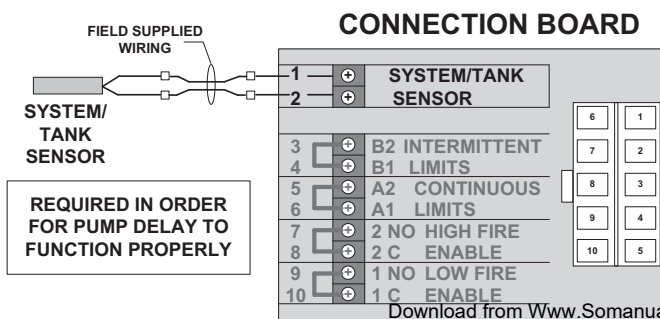 CONNECTION BOARD
FIELD SUPPLIED
WIRING
1 SYSTEM/TANK
2 SENSOR
SYSTEM/
TANK
SENSOR
3 B2 INTERMITTENT
4 B1 LIMITS
5 A2 CONTINUOUS
6 A1 LIMITS
7 2 NO HIGH FIRE
8 2 C ENABLE
9 1 NO LOW FIRE
10 1 C ENABLE
6 1
7 2
8 3
9 4
10 5
REQUIRED IN ORDER
FOR PUMP DELAY TO
FUNCTION PROPERLY
Download from Www.Somanua